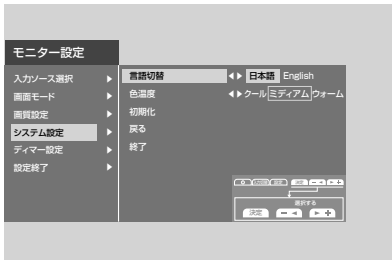 モニター設定
入力ソース選択 ▶
画面モード ▶
画質設定 ▶
システム設定 ▶
ディマー設定 ▶
設定終了 ▶
言語切替 ◀▶ 日本語 English
色温度 ◀▶ クール ミディアム ウォーム
初期化
戻る
終了
決定 － ◀ ▶ ＋
選択する
決定 － ◀ ▶ ＋